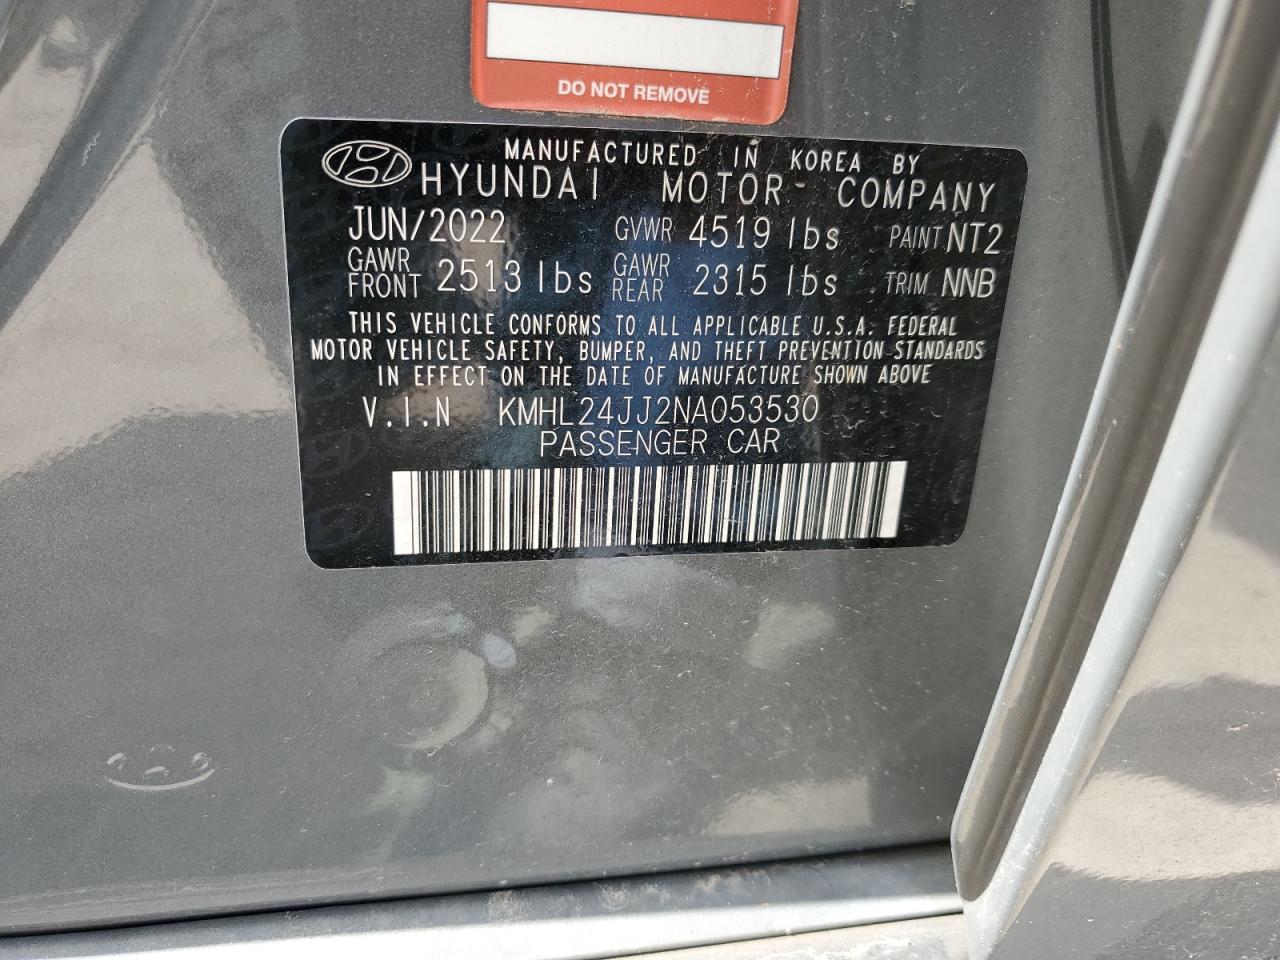 DO NOT REMOVE
MANUFACTURED IN KOREA BY
HYUNDAI MOTOR COMPANY
JUN/2022 GVWR 4519 lbs PAINT NT2
GAWR FRONT 2513 lbs GAWR REAR 2315 lbs TRIM NNB
THIS VEHICLE CONFORMS TO ALL APPLICABLE U.S.A. FEDERAL
MOTOR VEHICLE SAFETY, BUMPER, AND THEFT PREVENTION STANDARDS
IN EFFECT ON THE DATE OF MANUFACTURE SHOWN ABOVE
V.I.N KMHL24JJ2NA053530
PASSENGER CAR